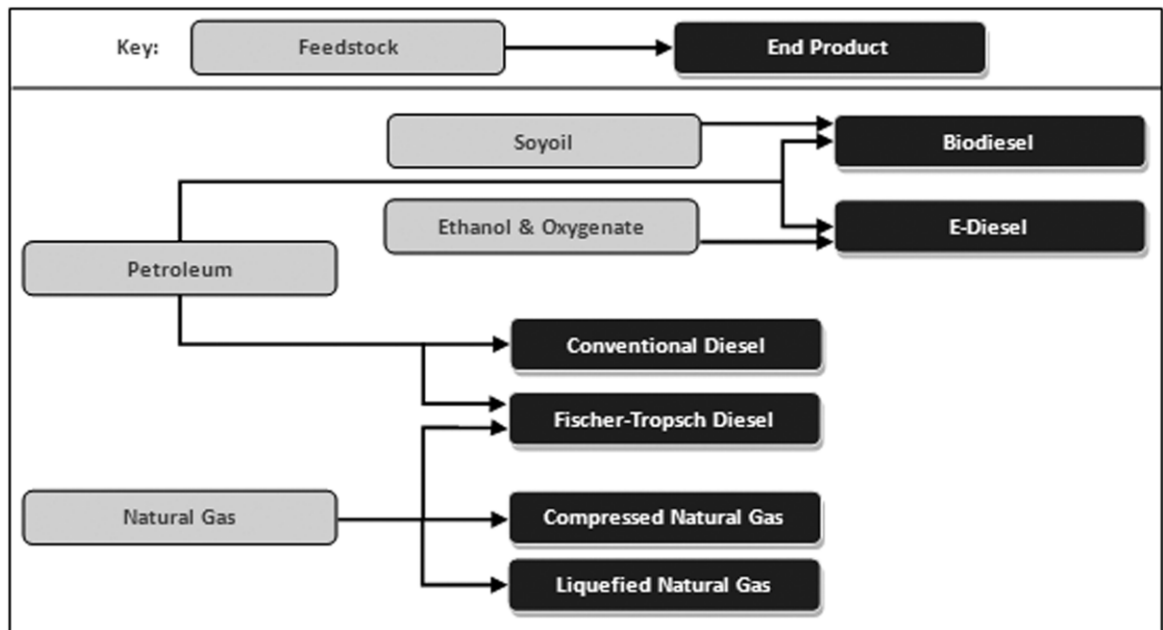 Key:
Feedstock
End Product
Soyoil
Biodiesel
Ethanol & Oxygenate
E-Diesel
Petroleum
Conventional Diesel
Fischer-Tropsch Diesel
Natural Gas
Compressed Natural Gas
Liquefied Natural Gas